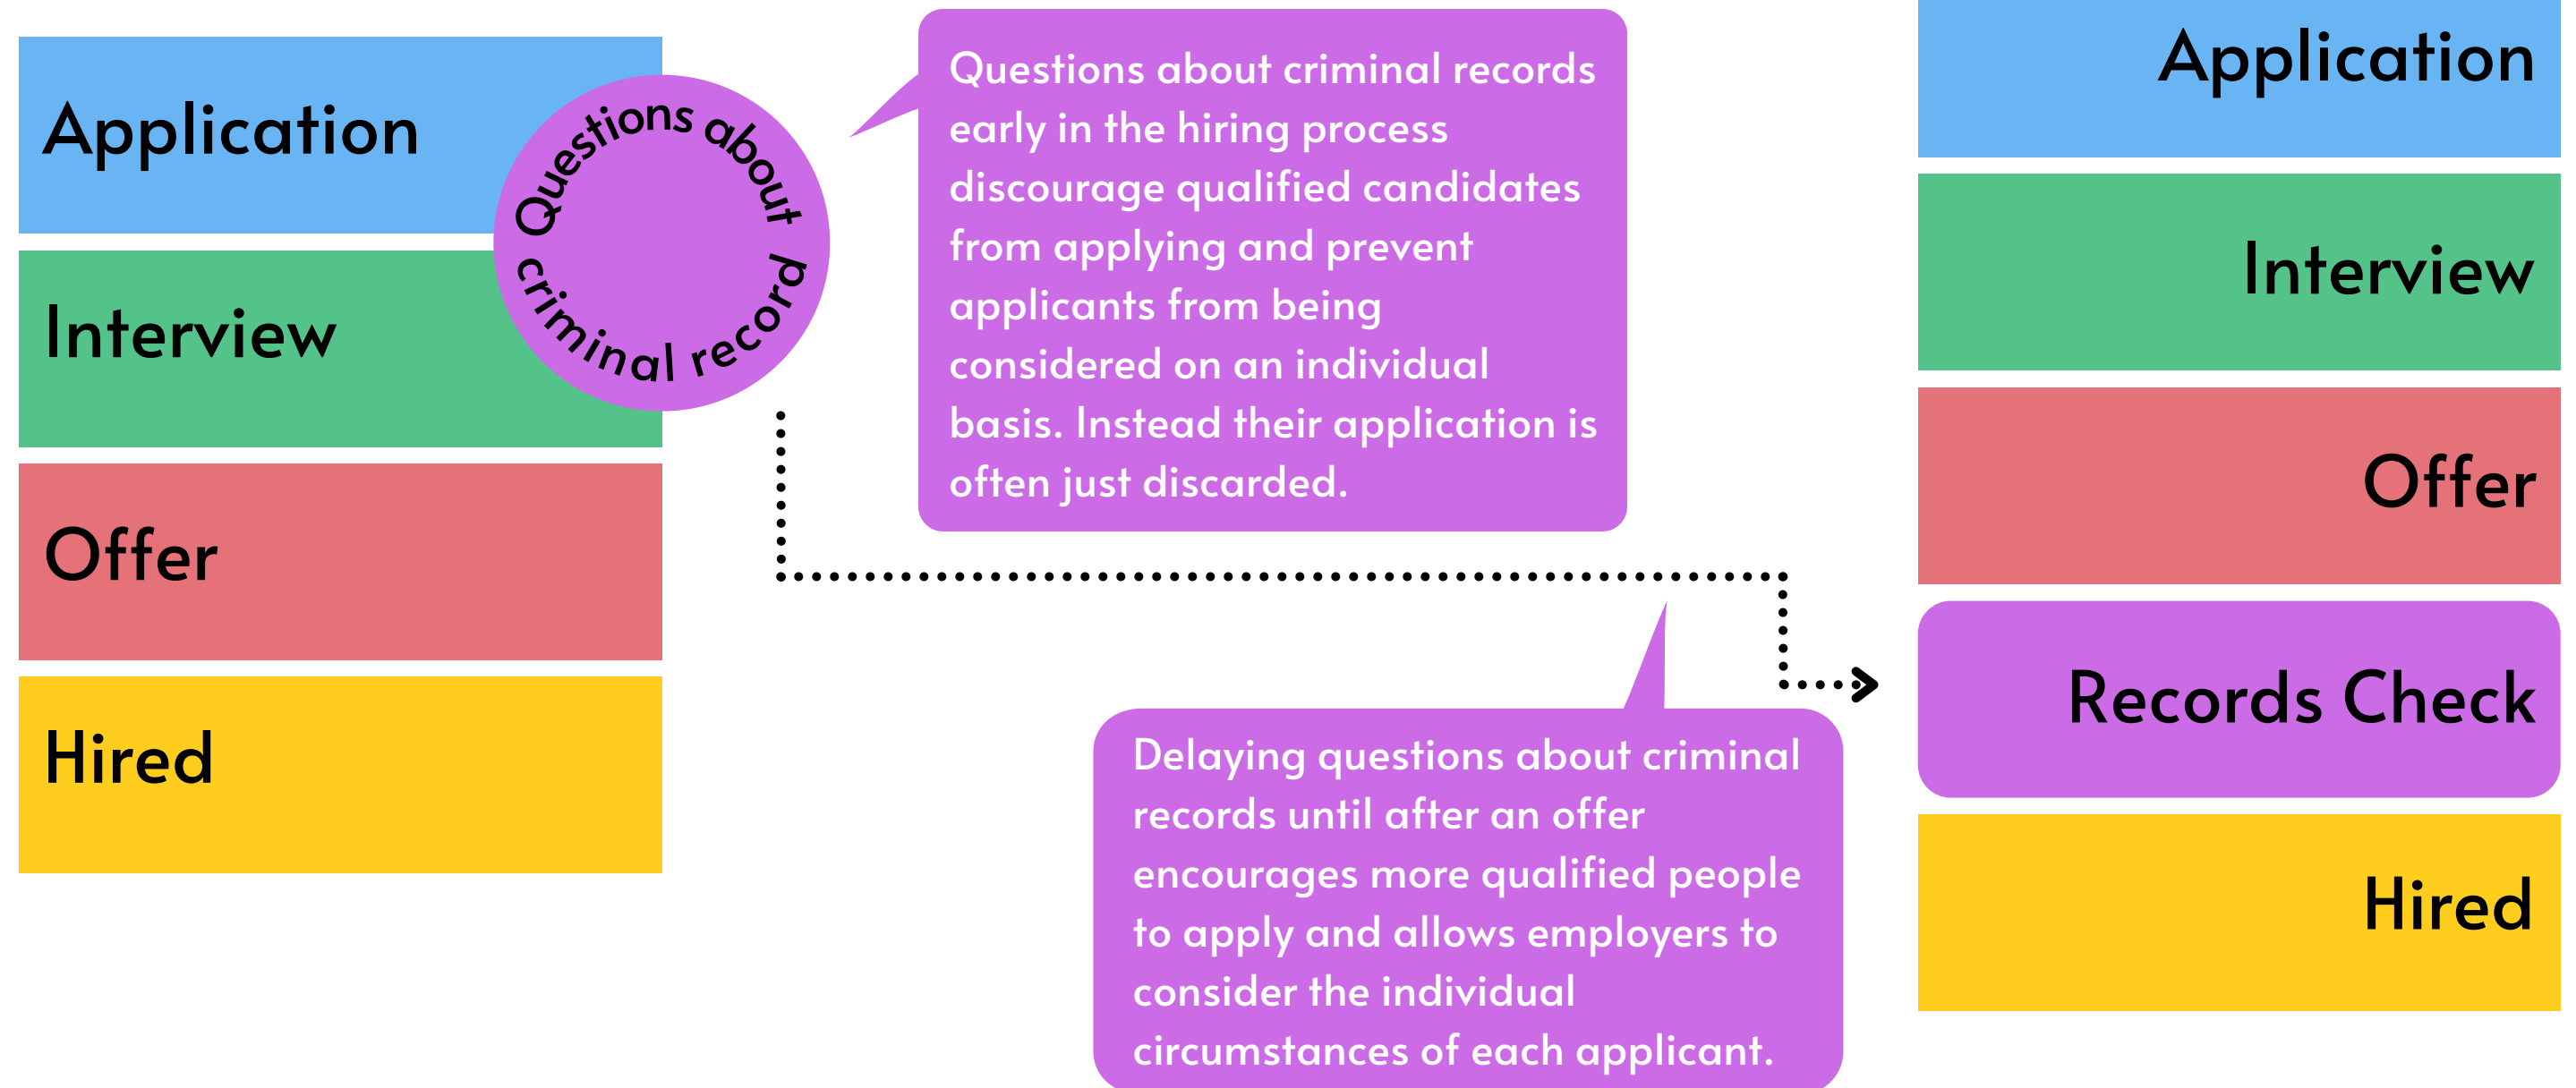 Application
Interview
Offer
Hired
Questions about
criminal record
Questions about criminal records
early in the hiring process
discourage qualified candidates
from applying and prevent
applicants from being
considered on an individual
basis. Instead their application is
often just discarded.
Delaying questions about criminal
records until after an offer
encourages more qualified people
to apply and allows employers to
consider the individual
circumstances of each applicant.
Application
Interview
Offer
Records Check
Hired